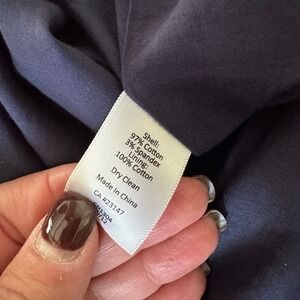 Shell:
97% Cotton
3% Spandex
Lining:
100% Cotton
Dry Clean
Made in China
CA #23147